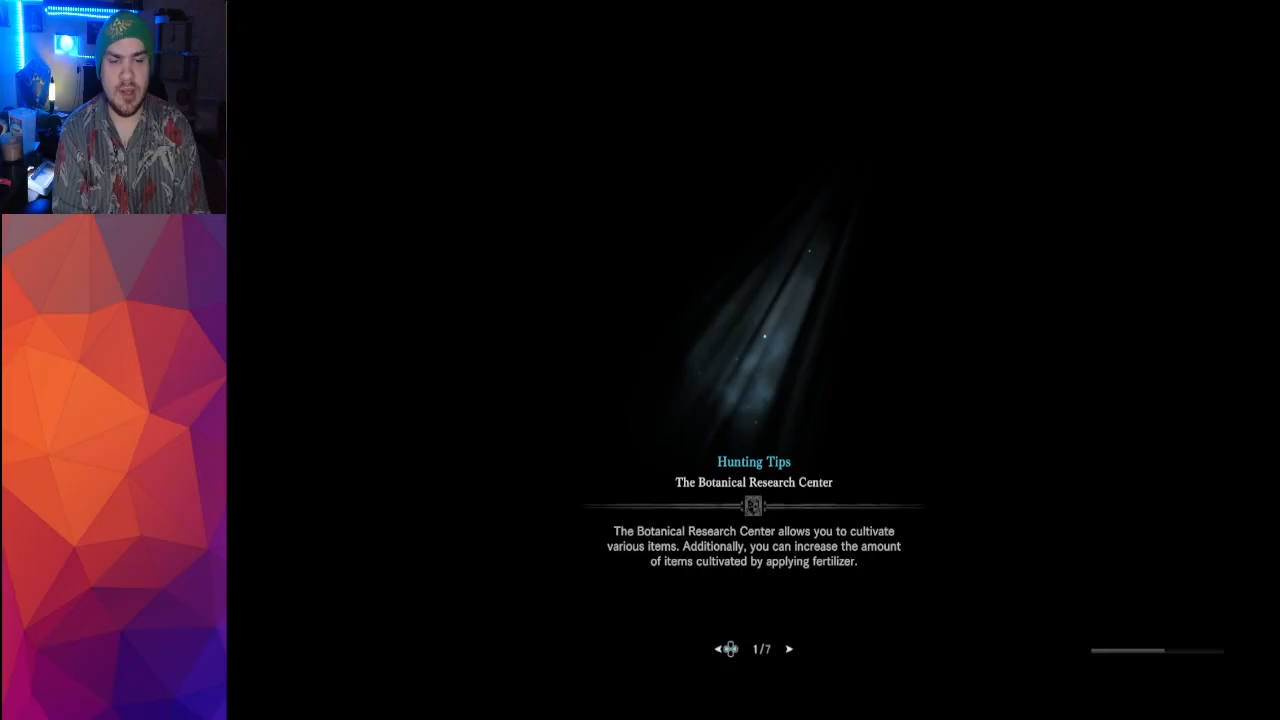 Hunting Tips
The Botanical Research Center
The Botanical Research Center allows you to cultivate
various items. Additionally, you can increase the amount
of items cultivated by applying fertilizer.
1/7